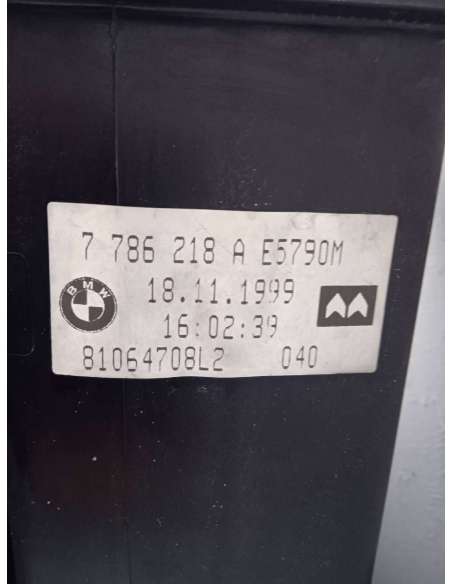 7 786 218 A E5790M
BMW
18.11.1999
16:02:39
81064708L2 040